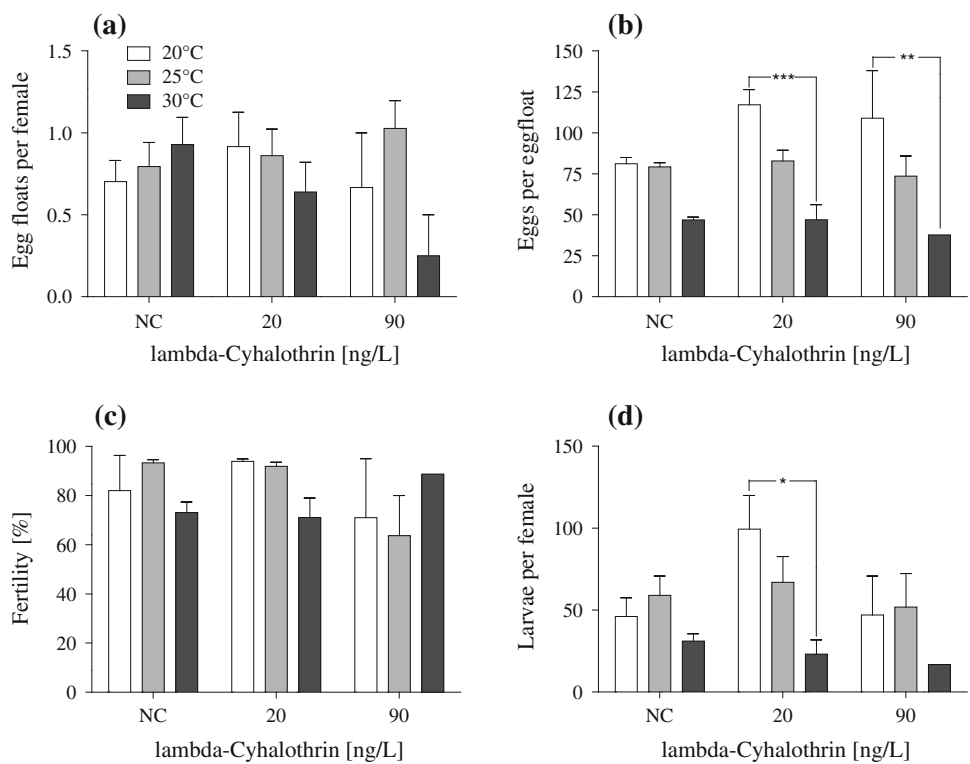 (a)
20°C
25°C
30°C
1.5
1.0
0.5
0.0
Egg floats per female
NC 20 90
lambda-Cyhalothrin [ng/L]
(b)
150
125
100
75
50
25
0
Eggs per eggfloat
***
**
NC 20 90
lambda-Cyhalothrin [ng/L]
(c)
100
80
60
40
20
0
Fertility [%]
NC 20 90
lambda-Cyhalothrin [ng/L]
(d)
150
100
50
0
Larvae per female
*
NC 20 90
lambda-Cyhalothrin [ng/L]